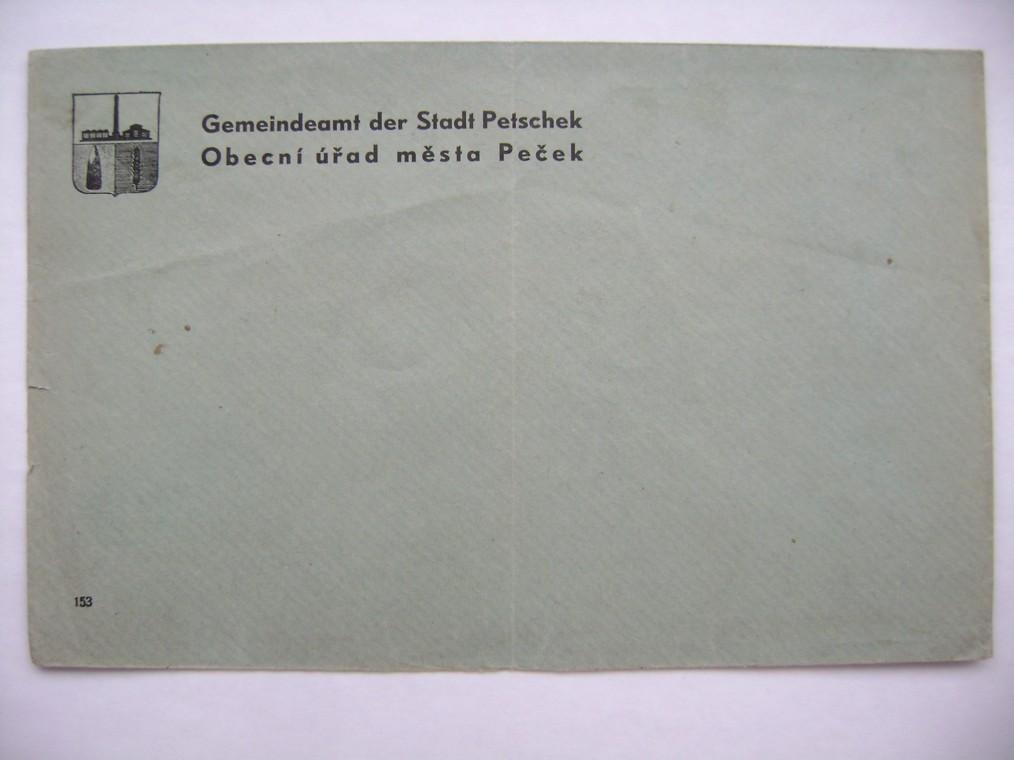 Gemeindeamt der Stadt Petschek
Obecní úřad města Peček
153